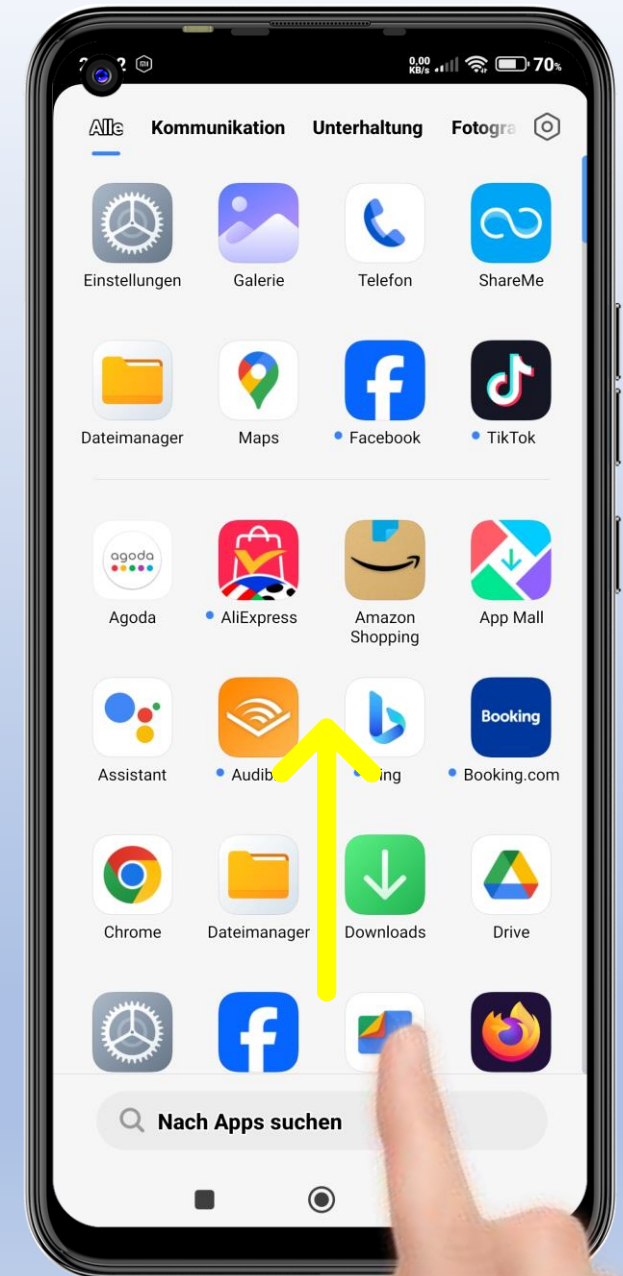 0,00
KB/s
70%
Alle Kommunikation Unterhaltung
Einstellungen Galerie Telefon ShareMe
Dateimanager Maps Facebook TikTok
agoda
Agoda AliExpress Amazon
Shopping App Mall
Booking
Assistant Booking.com
Chrome Dateimanager Downloads Drive
Nach Apps suchen